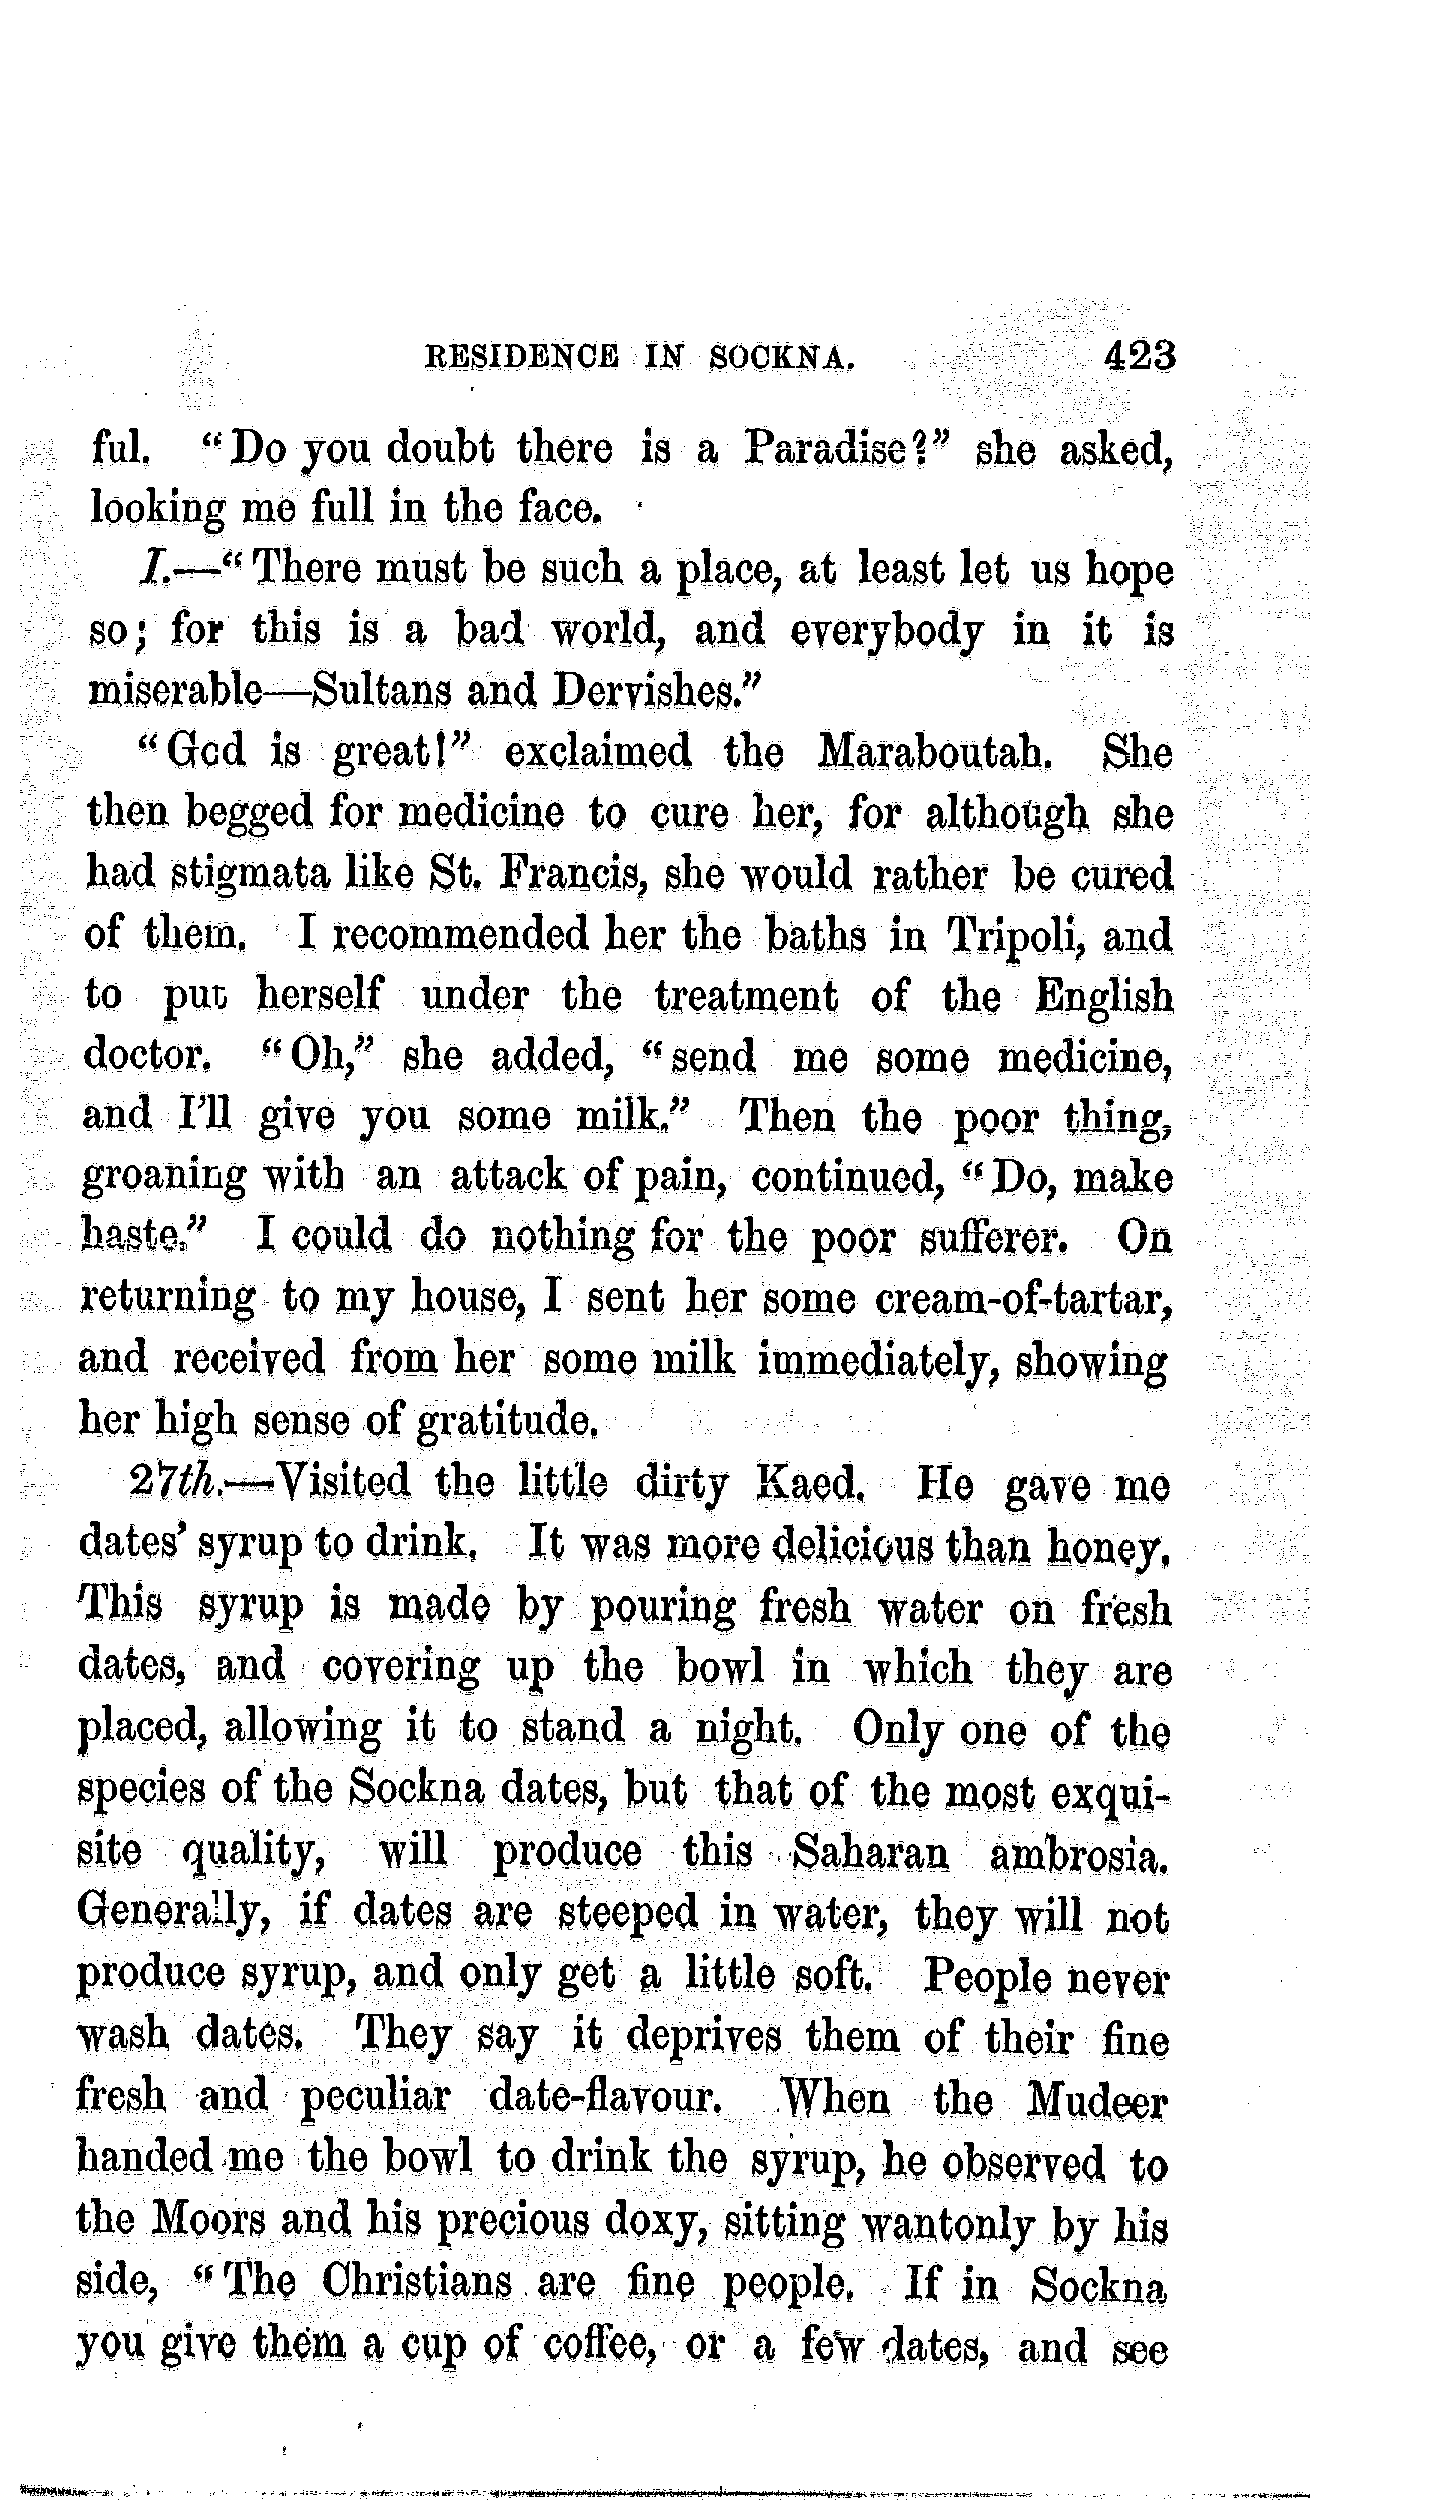 RESIDENCE IN SOCKNA. 423
ful. "Do you doubt there is a Paradise?" she asked,
looking me full in the face.
I.—"There must be such a place, at least let us hope
so; for this is a bad world, and everybody in it is
miserable—Sultans and Dervishes."
"God is great!" exclaimed the Maraboutah. She
then begged for medicine to cure her, for although she
had stigmata like St. Francis, she would rather be cured
of them. I recommended her the baths in Tripoli, and
to put herself under the treatment of the English
doctor. "Oh," she added, "send me some medicine,
and I'll give you some milk." Then the poor thing,
groaning with an attack of pain, continued, "Do, make
haste." I could do nothing for the poor sufferer. On
returning to my house, I sent her some cream-of-tartar,
and received from her some milk immediately, showing
her high sense of gratitude.
27th.—Visited the little dirty Kaed. He gave me
dates' syrup to drink. It was more delicious than honey.
This syrup is made by pouring fresh water on fresh
dates, and covering up the bowl in which they are
placed, allowing it to stand a night. Only one of the
species of the Sockna dates, but that of the most exqui-
site quality, will produce this Saharan ambrosia.
Generally, if dates are steeped in water, they will not
produce syrup, and only get a little soft. People never
wash dates. They say it deprives them of their fine
fresh and peculiar date-flavour. When the Mudeer
handed me the bowl to drink the syrup, he observed to
the Moors and his precious doxy, sitting wantonly by his
side, "The Christians are fine people. If in Sockna
you give them a cup of coffee, or a few dates, and see